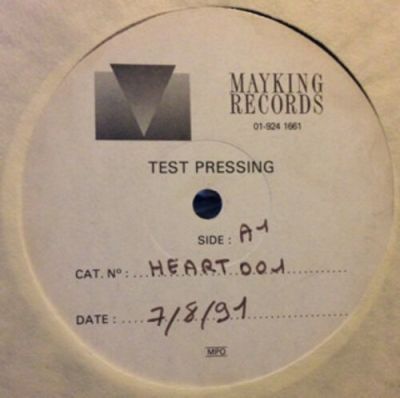 MAYKING
RECORDS
01-924 1661
TEST PRESSING
SIDE : A1
CAT. Nº : HEART 001
DATE : 7/8/91
MPO